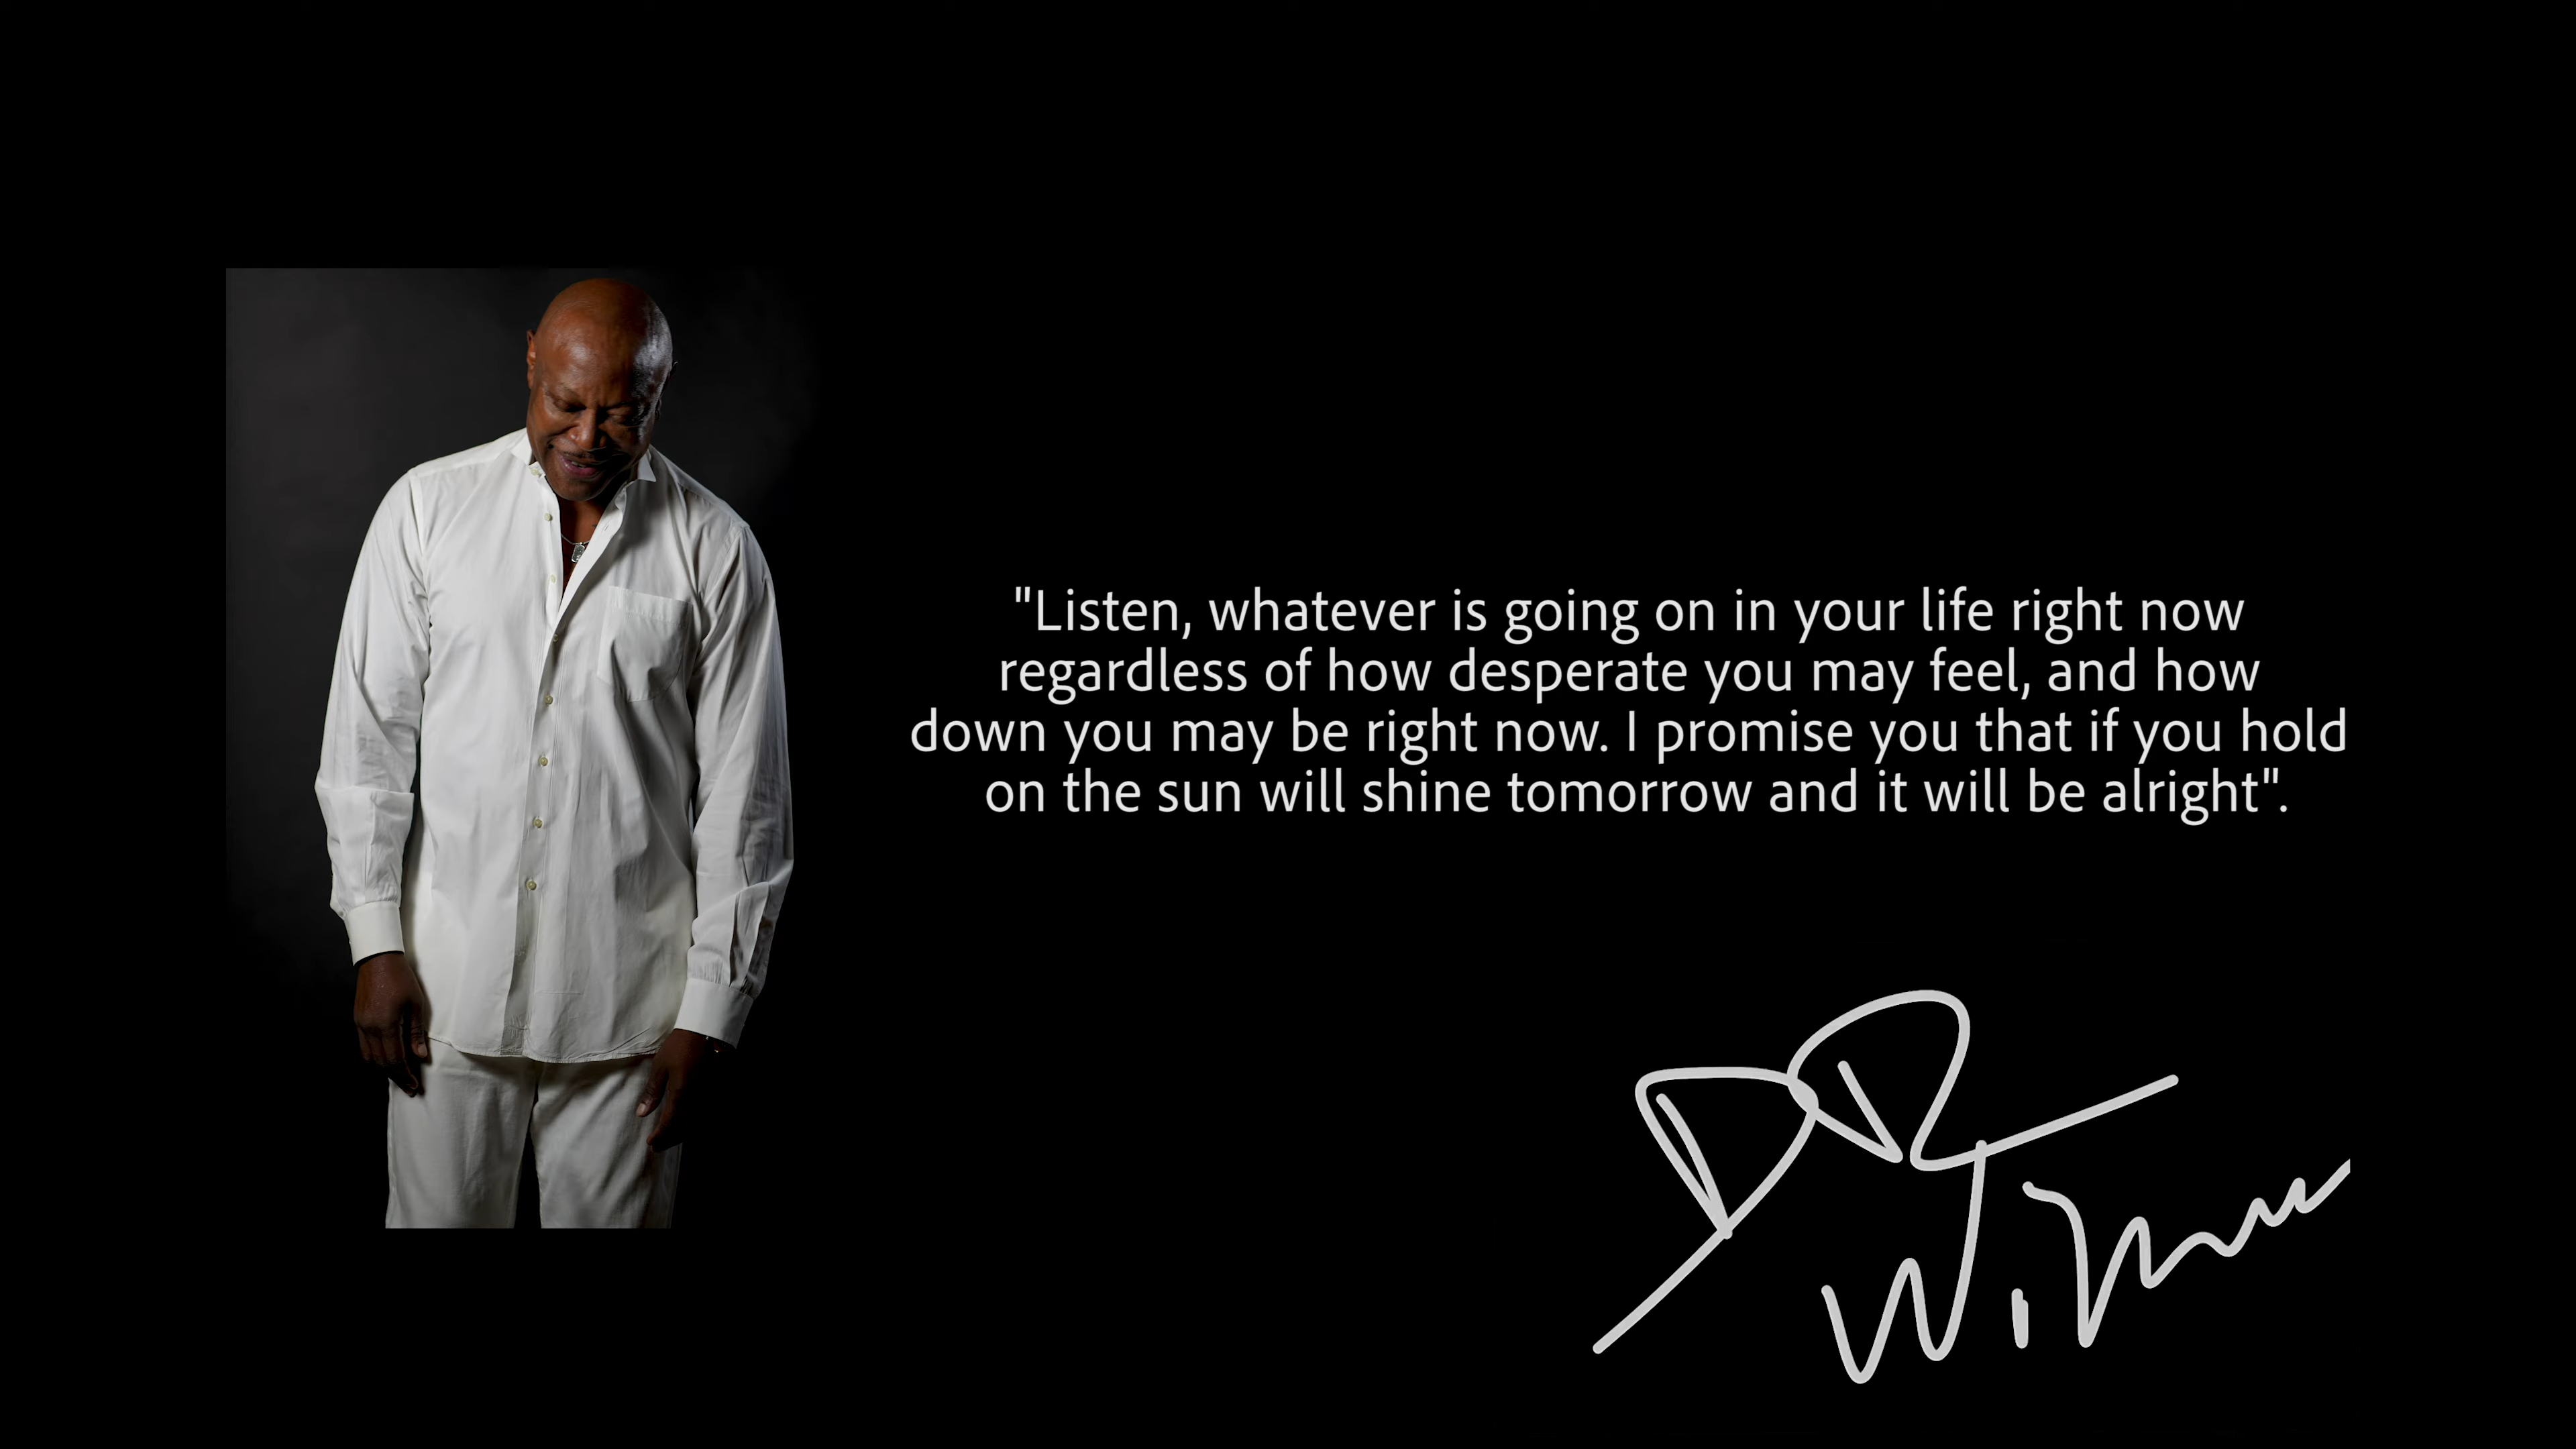 "Listen, whatever is going on in your life right now
regardless of how desperate you may feel, and how
down you may be right now. I promise you that if you hold
on the sun will shine tomorrow and it will be alright".